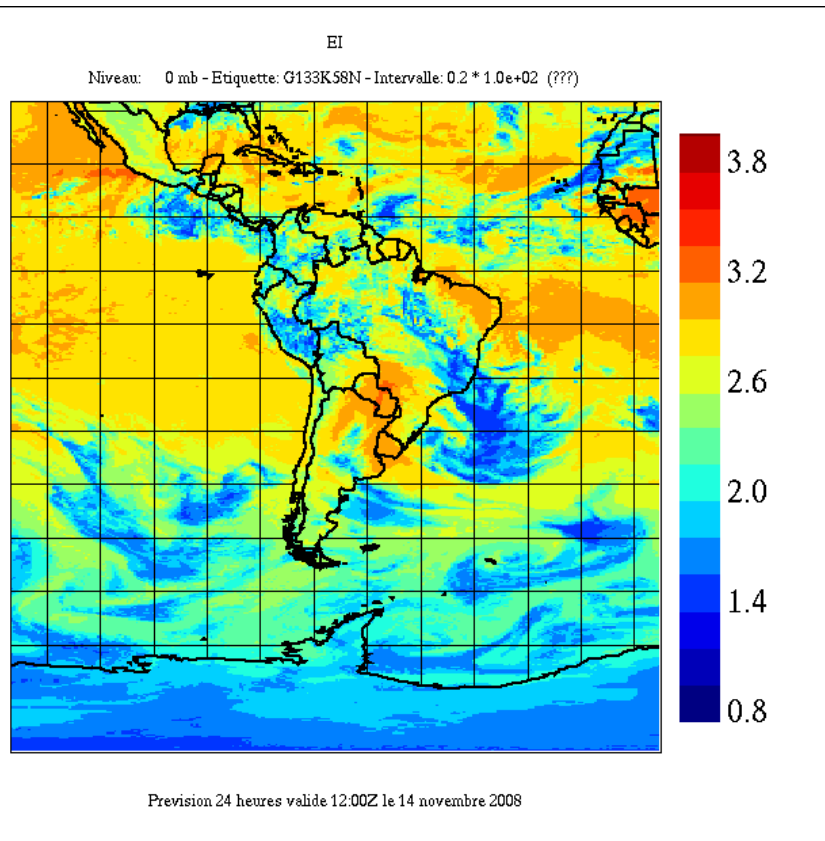 EI
Niveau: 0 mb - Etiquette: G133K58N - Intervalle: 0.2 * 1.0e+02 (???)
3.8
3.2
2.6
2.0
1.4
0.8
Prevision 24 heures valide 12:00Z le 14 novembre 2008